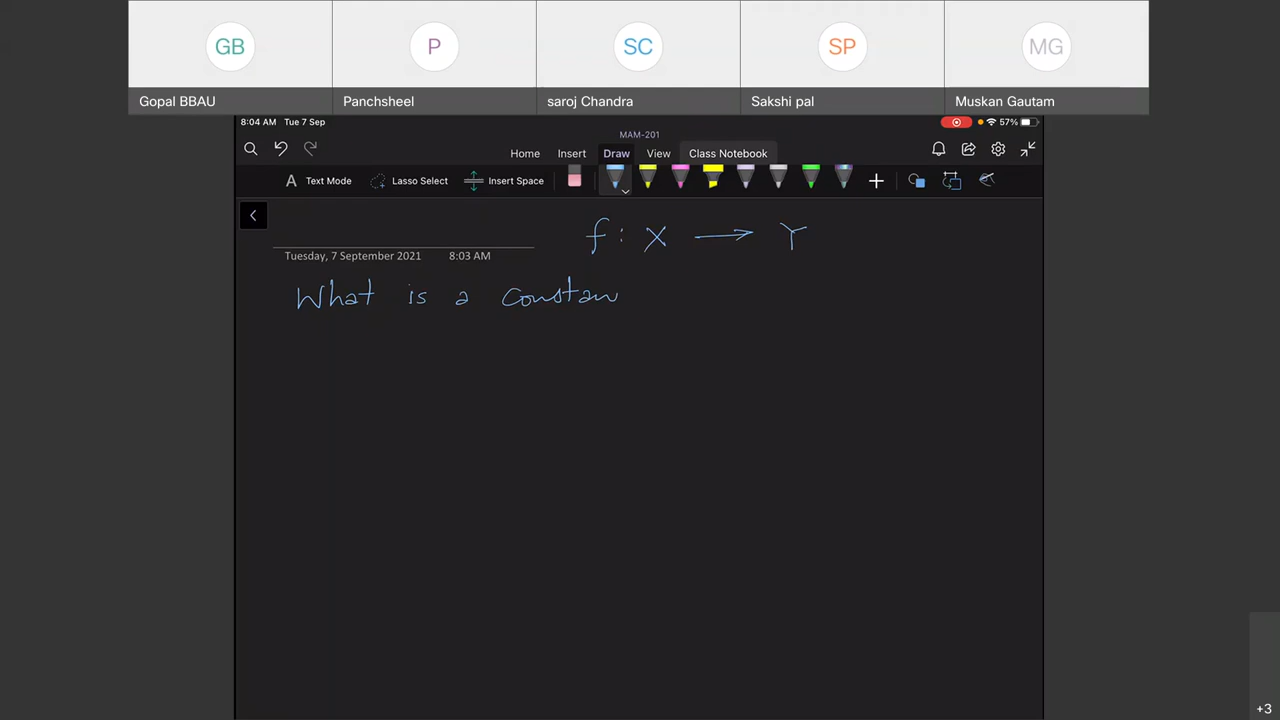 GB P SC SP MG
Gopal BBAU Panchsheel saroj Chandra Sakshi pal Muskan Gautam
8:04 AM Tue 7 Sep 57%
MAM-201
Home Insert Draw View Class Notebook
A Text Mode Lasso Select Insert Space
f : X → Y
Tuesday, 7 September 2021 8:03 AM
What is a constan
+3